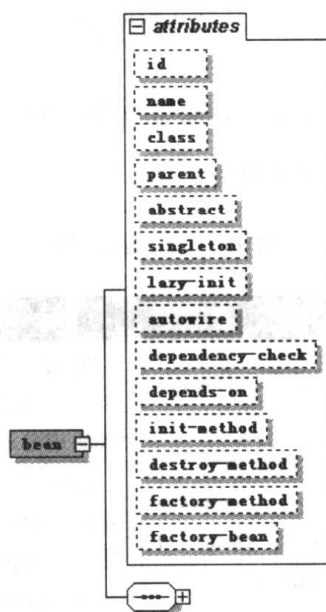 attributes
id
name
class
parent
abstract
singleton
lazy-init
autowire
dependency-check
depends-on
init-method
destroy-method
factory-method
factory-bean
bean